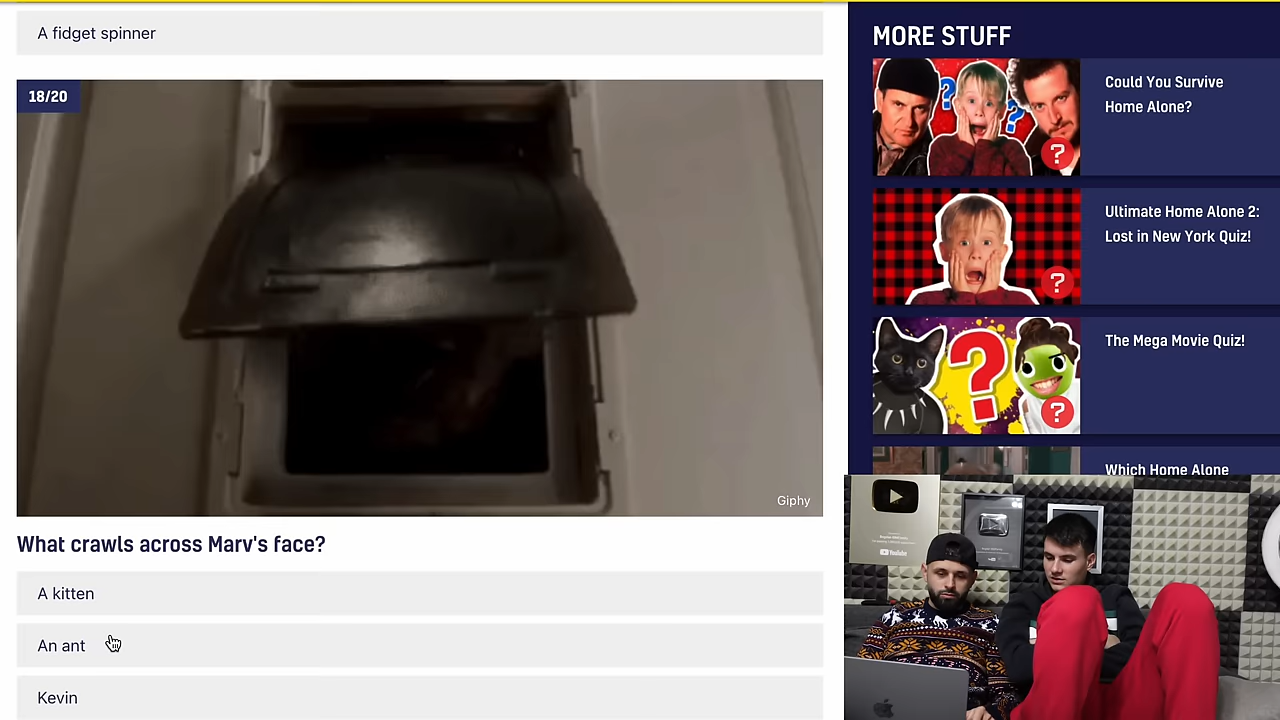 A fidget spinner
18/20
Giphy
What crawls across Marv's face?
A kitten
An ant
Kevin
MORE STUFF
Could You Survive
Home Alone?
Ultimate Home Alone 2:
Lost in New York Quiz!
The Mega Movie Quiz!
Which Home Alone
YouTube